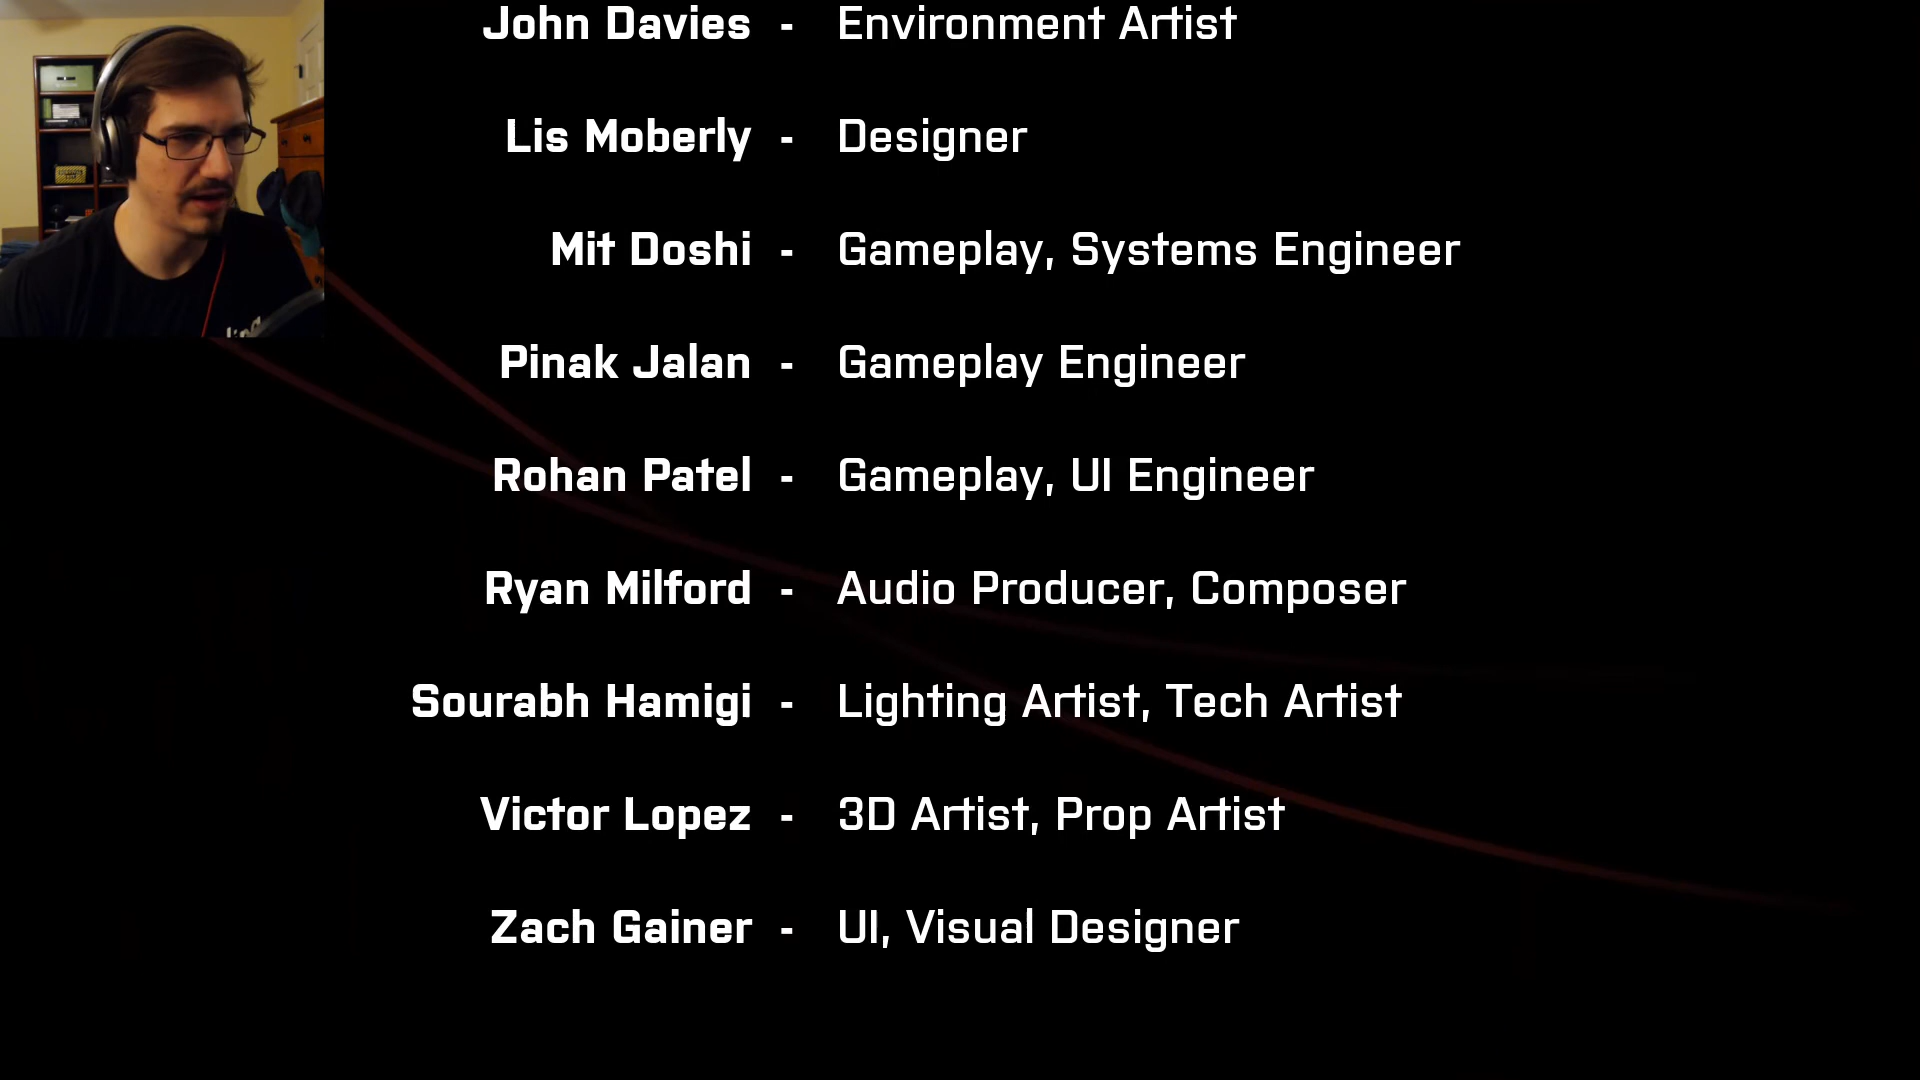 John Davies - Environment Artist
Lis Moberly - Designer
Mit Doshi - Gameplay, Systems Engineer
Pinak Jalan - Gameplay Engineer
Rohan Patel - Gameplay, UI Engineer
Ryan Milford - Audio Producer, Composer
Sourabh Hamigi - Lighting Artist, Tech Artist
Victor Lopez - 3D Artist, Prop Artist
Zach Gainer - UI, Visual Designer